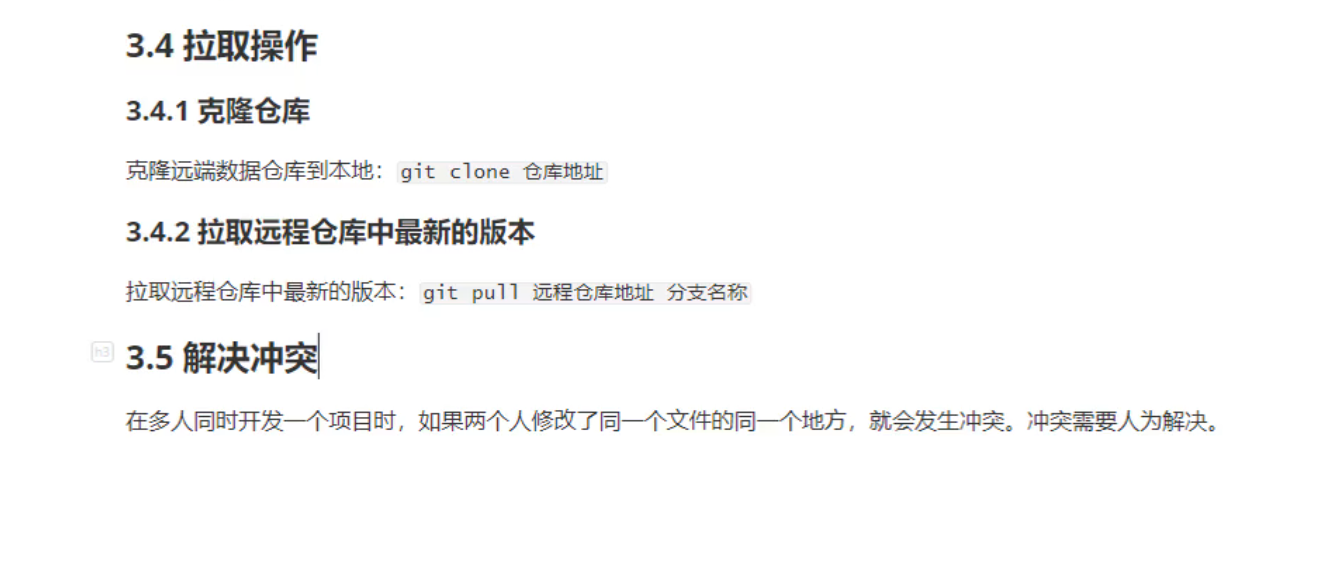 3.4 拉取操作
3.4.1 克隆仓库
克隆远端数据仓库到本地：git clone 仓库地址
3.4.2 拉取远程仓库中最新的版本
拉取远程仓库中最新的版本：git pull 远程仓库地址 分支名称
h3 3.5 解决冲突
在多人同时开发一个项目时，如果两个人修改了同一个文件的同一个地方，就会发生冲突。冲突需要人为解决。